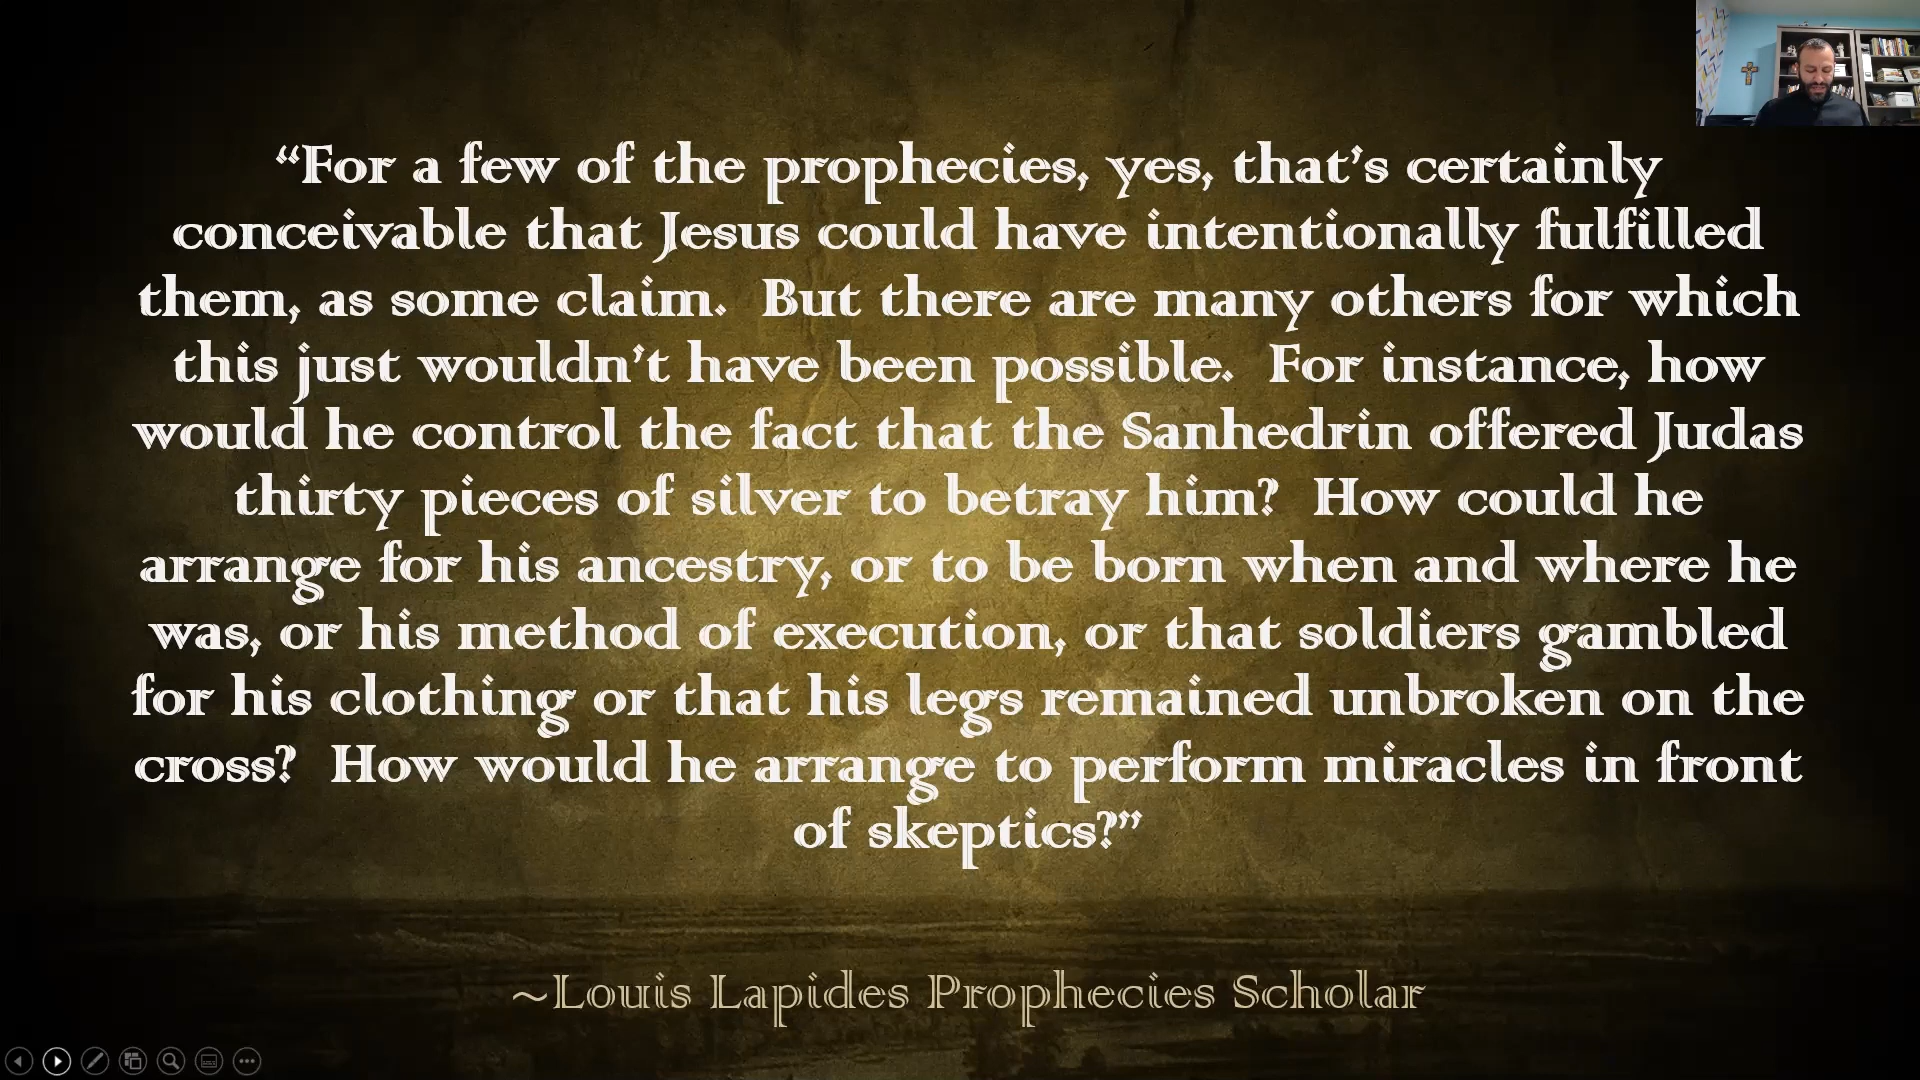 “For a few of the prophecies, yes, that’s certainly
conceivable that Jesus could have intentionally fulfilled
them, as some claim.  But there are many others for which
this just wouldn’t have been possible.  For instance, how
would he control the fact that the Sanhedrin offered Judas
thirty pieces of silver to betray him?  How could he
arrange for his ancestry, or to be born when and where he
was, or his method of execution, or that soldiers gambled
for his clothing or that his legs remained unbroken on the
cross?  How would he arrange to perform miracles in front
of skeptics?”
~Louis Lapides Prophecies Scholar